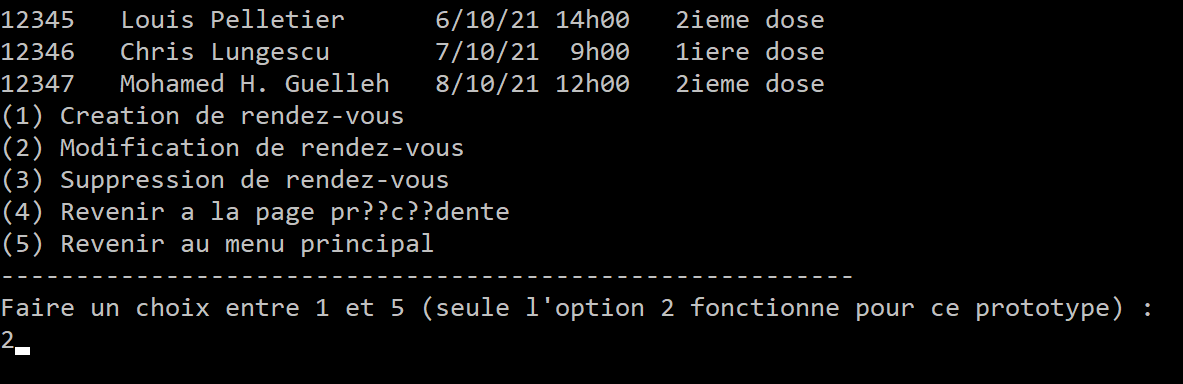 12345   Louis Pelletier      6/10/21 14h00   2ieme dose
12346   Chris Lungescu       7/10/21  9h00   1iere dose
12347   Mohamed H. Guelleh   8/10/21 12h00   2ieme dose
(1) Creation de rendez-vous
(2) Modification de rendez-vous
(3) Suppression de rendez-vous
(4) Revenir a la page pr??c??dente
(5) Revenir au menu principal
---------------------------------------------------------
Faire un choix entre 1 et 5 (seule l'option 2 fonctionne pour ce prototype) :
2